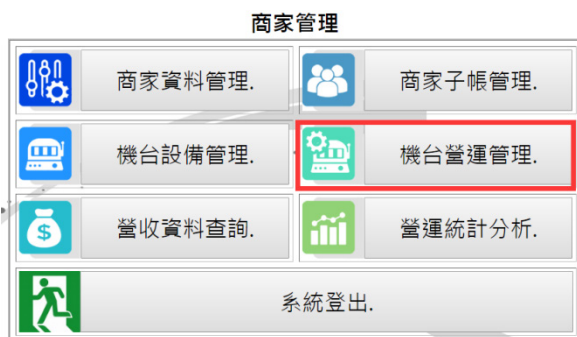 商家管理
商家資料管理.
商家子帳管理.
機台設備管理.
機台營運管理.
營收資料查詢.
營運統計分析.
系統登出.